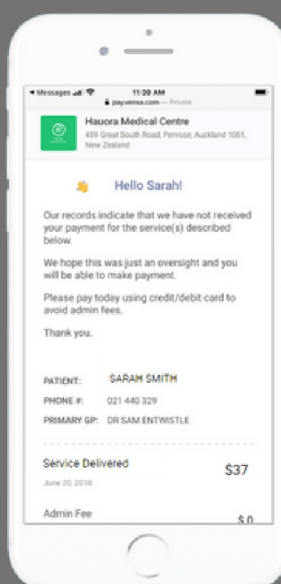 Messages 11:20 AM
pay.vensa.com — Private
Hauora Medical Centre
459 Great South Road, Penrose, Auckland 1051,
New Zealand
Hello Sarah!
Our records indicate that we have not received
your payment for the service(s) described
below.
We hope this was just an oversight and you
will be able to make payment.
Please pay today using credit/debit card to
avoid admin fees.
Thank you.
PATIENT: SARAH SMITH
PHONE #: 021 440 329
PRIMARY GP: DR SAM ENTWISTLE
Service Delivered $37
June 20, 2018
Admin Fee $ 0